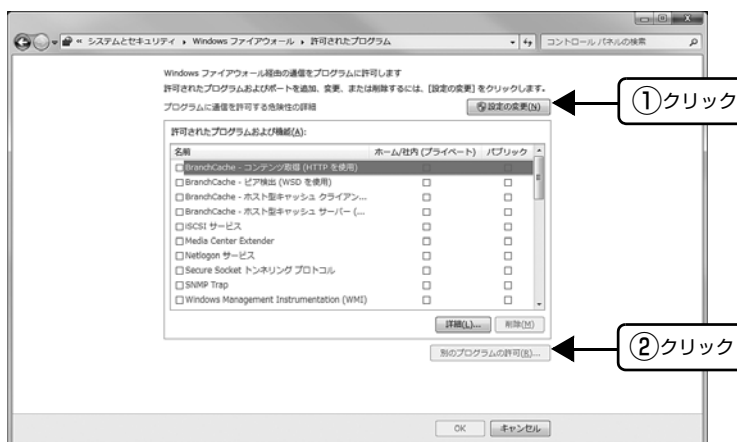 « システムとセキュリティ ▸ Windows ファイアウォール ▸ 許可されたプログラム
コントロール パネルの検索
Windows ファイアウォール経由の通信をプログラムに許可します
許可されたプログラムおよびポートを追加、変更、または削除するには、[設定の変更] をクリックします。
プログラムに通信を許可する危険性の詳細
設定の変更(N)
①クリック
許可されたプログラムおよび機能(A):
名前 ホーム/社内 (プライベート) パブリック
BranchCache - コンテンツ取得 (HTTP を使用)
BranchCache - ピア検出 (WSD を使用)
BranchCache - ホスト型キャッシュ クライアン...
BranchCache - ホスト型キャッシュ サーバー (...
iSCSI サービス
Media Center Extender
Netlogon サービス
Secure Socket トンネリング プロトコル
SNMP Trap
Windows Management Instrumentation (WMI)
詳細(L)... 削除(M)
別のプログラムの許可(R)...
②クリック
OK キャンセル